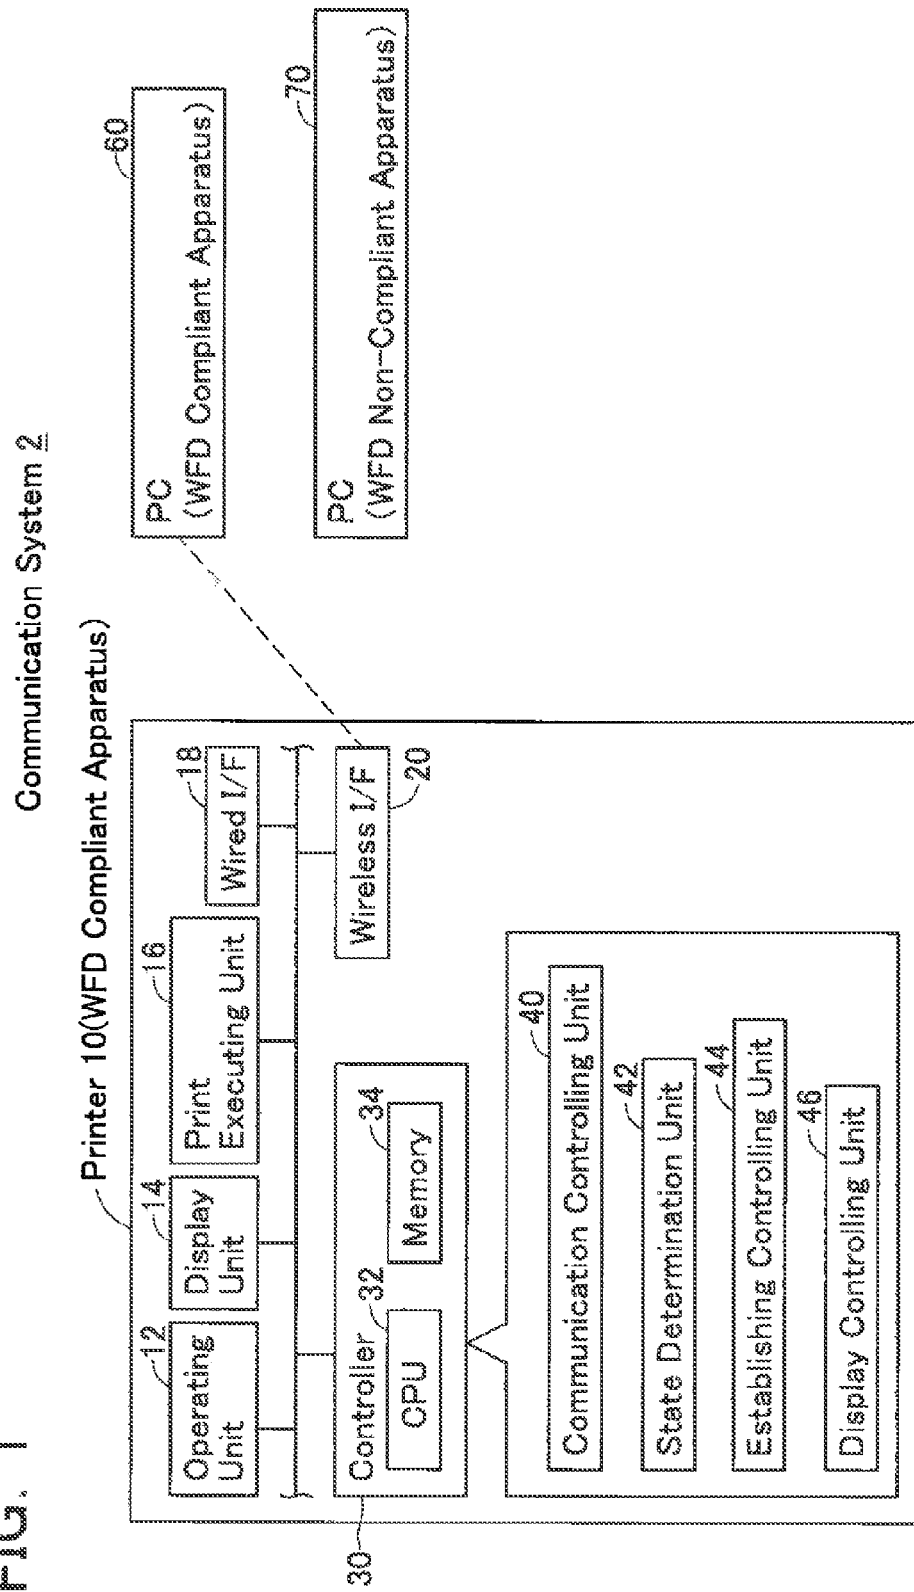 FIG. 1
Communication System 2
Printer 10(WFD Compliant Apparatus)
12
Operating
Unit
14
Display
Unit
16
Print
Executing Unit
18
Wired I/F
Wireless I/F
20
30
Controller
32
CPU
34
Memory
40
Communication Controlling Unit
42
State Determination Unit
44
Establishing Controlling Unit
46
Display Controlling Unit
60
PC
(WFD Compliant Apparatus)
70
PC
(WFD Non-Compliant Apparatus)